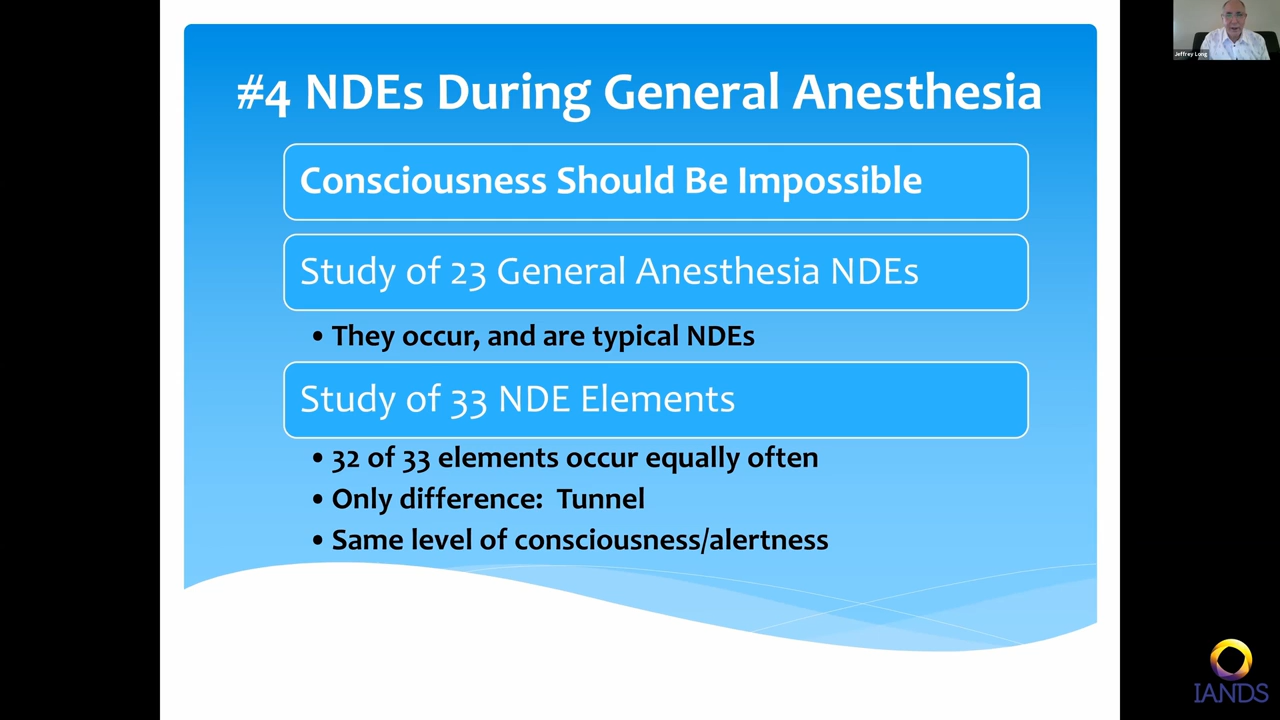 #4 NDEs During General Anesthesia
Consciousness Should Be Impossible
Study of 23 General Anesthesia NDEs
• They occur, and are typical NDEs
Study of 33 NDE Elements
• 32 of 33 elements occur equally often
• Only difference: Tunnel
• Same level of consciousness/alertness
Jeffrey Long
IANDS